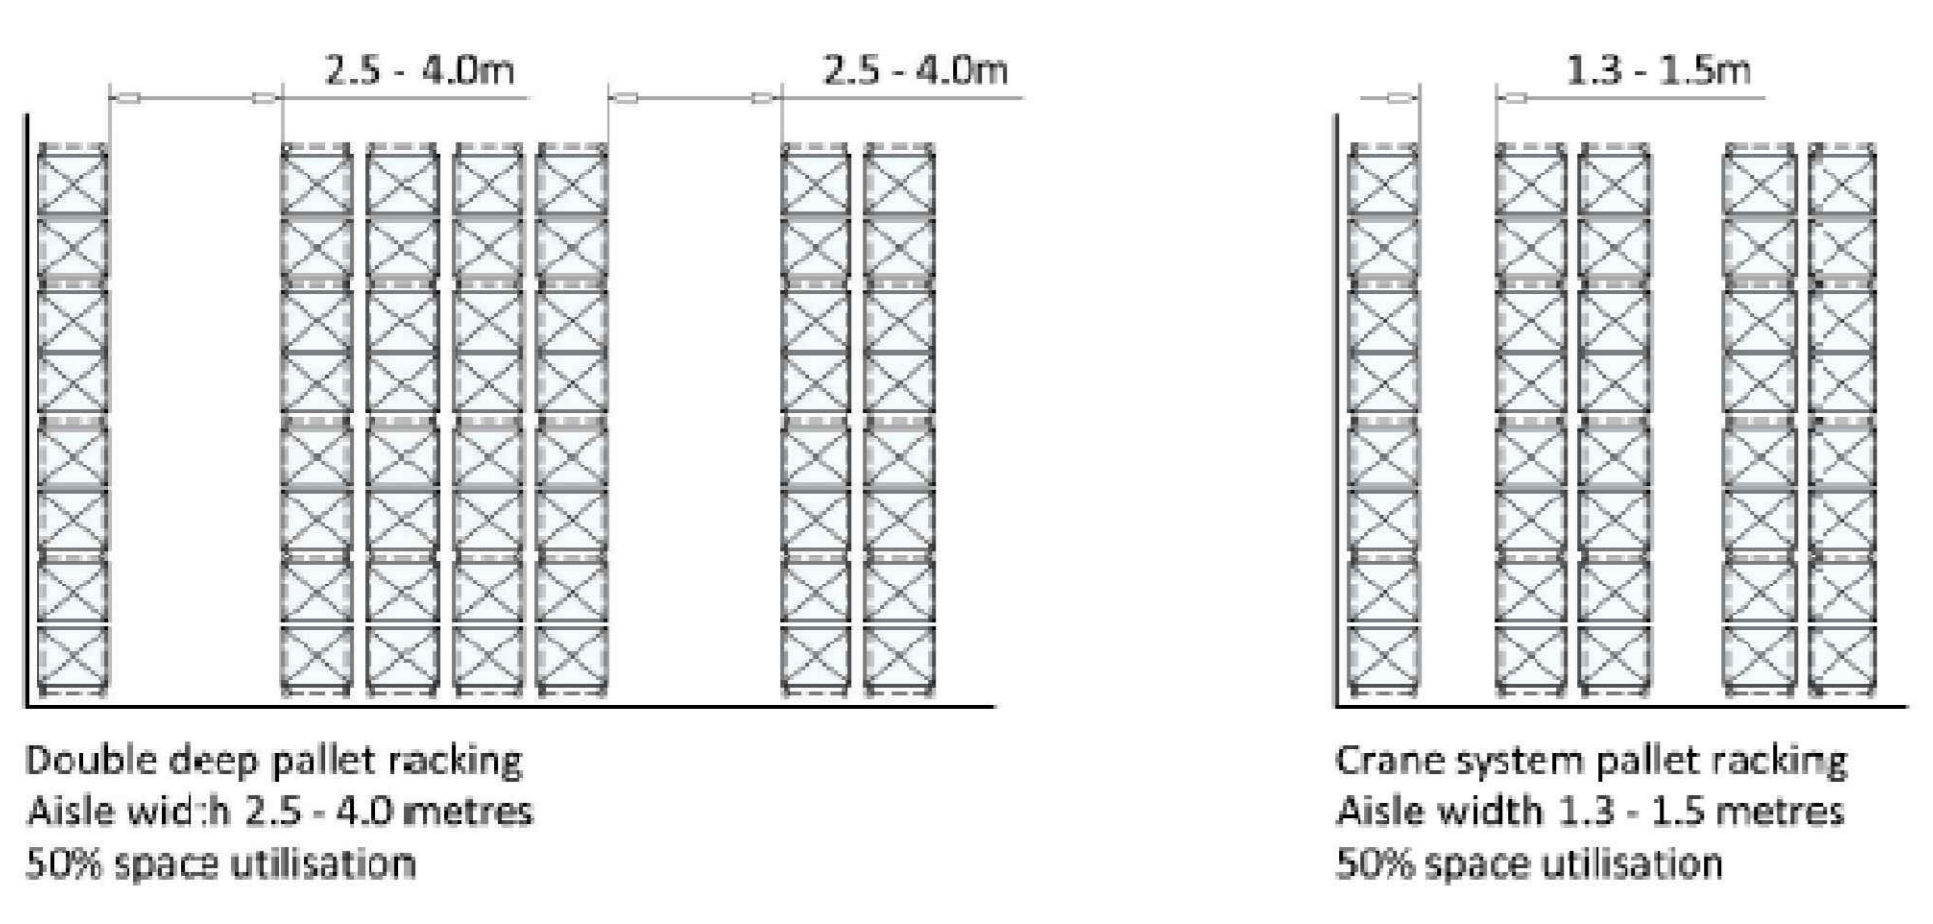 2.5 - 4.0m
2.5 - 4.0m
1.3 - 1.5m
Double deep pallet racking
Aisle width 2.5 - 4.0 metres
50% space utilisation
Crane system pallet racking
Aisle width 1.3 - 1.5 metres
50% space utilisation